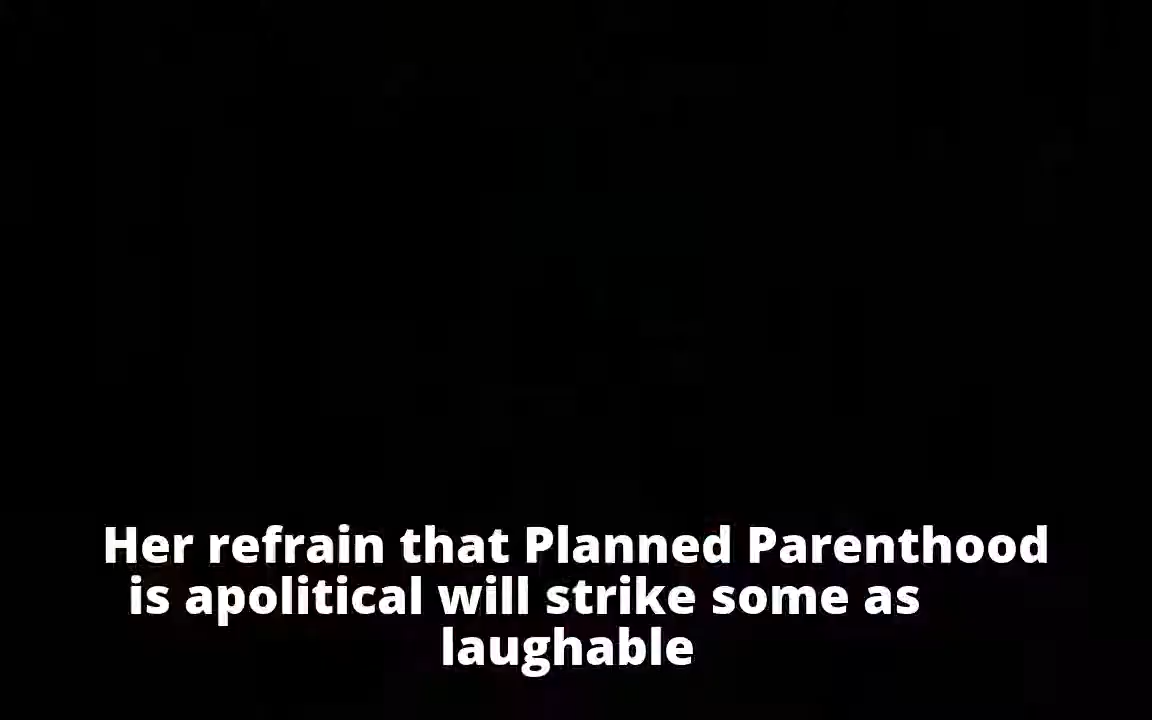 Her refrain that Planned Parenthood
is apolitical will strike some as
laughable